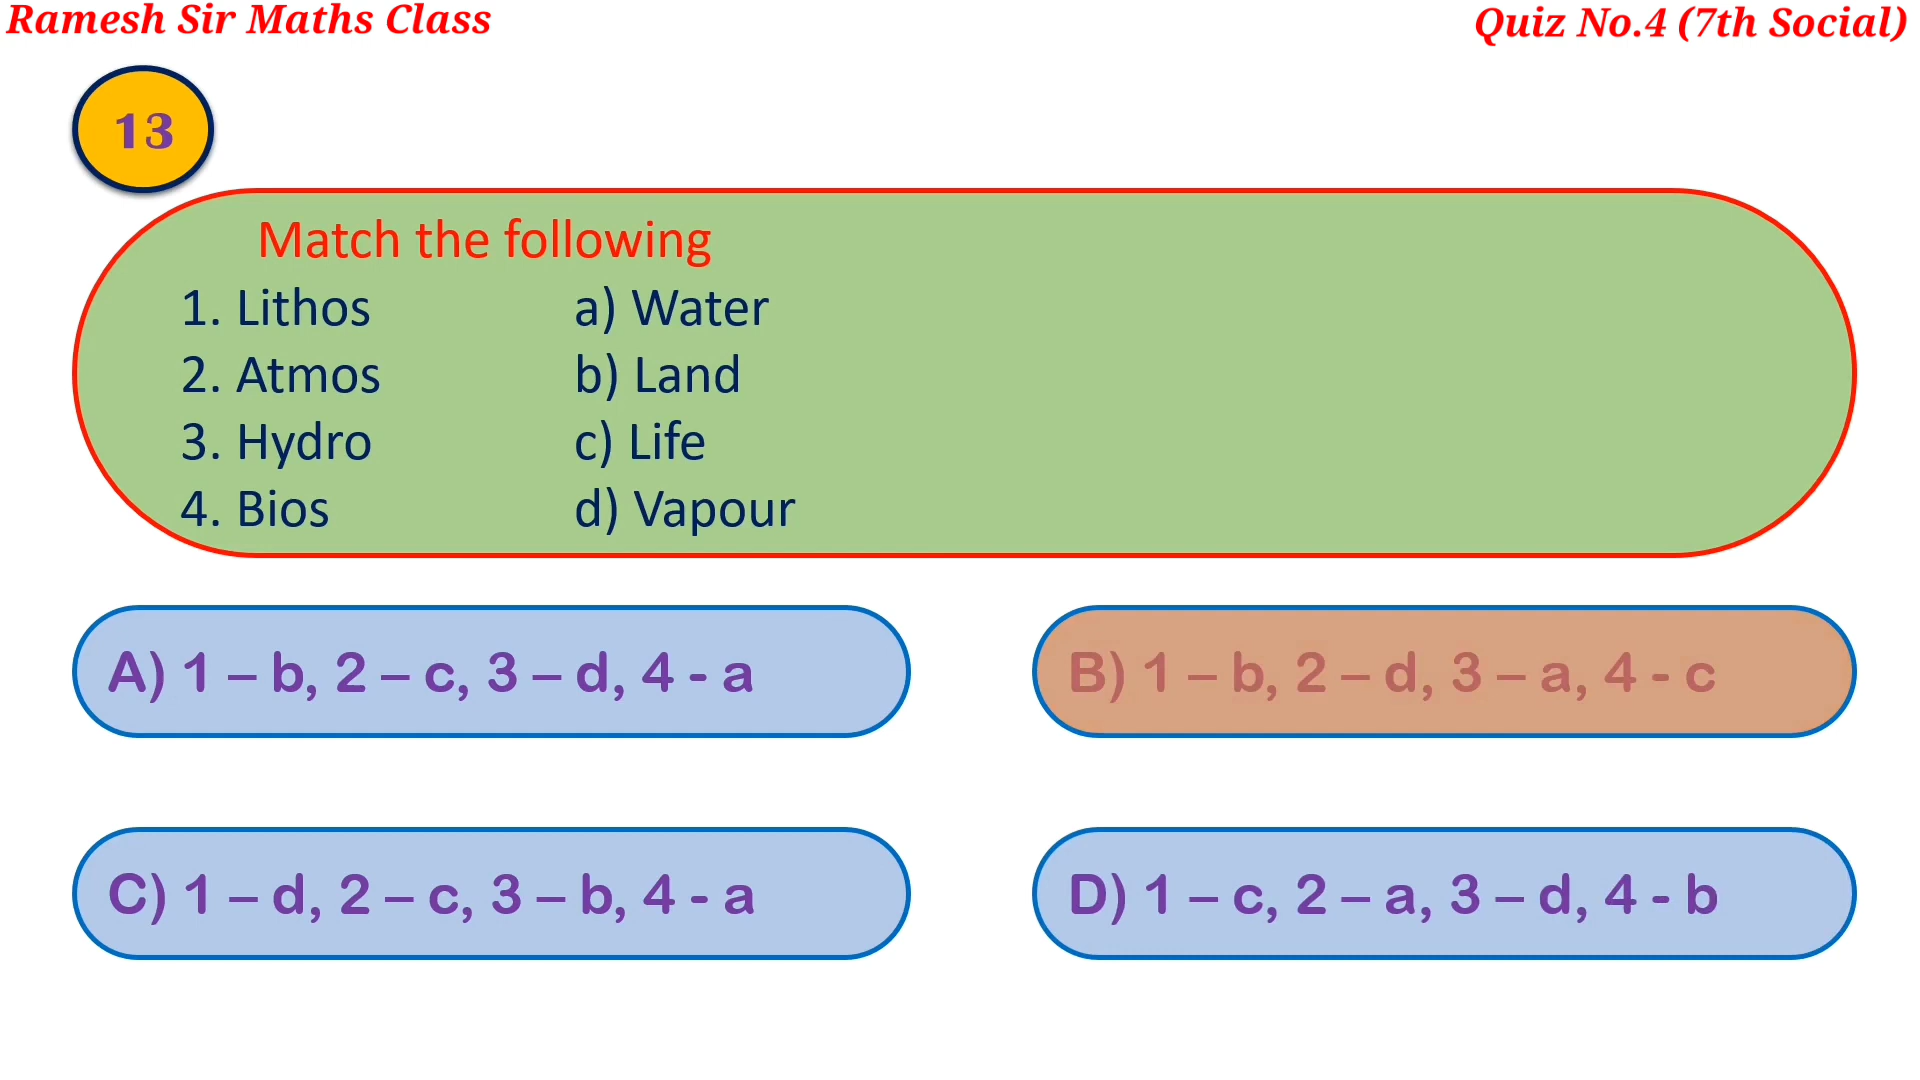 Ramesh Sir Maths Class
Quiz No.4 (7th Social)
13
Match the following
1. Lithos a) Water
2. Atmos b) Land
3. Hydro c) Life
4. Bios d) Vapour
A) 1 – b, 2 – c, 3 – d, 4 - a
B) 1 – b, 2 – d, 3 – a, 4 - c
C) 1 – d, 2 – c, 3 – b, 4 - a
D) 1 – c, 2 – a, 3 – d, 4 - b